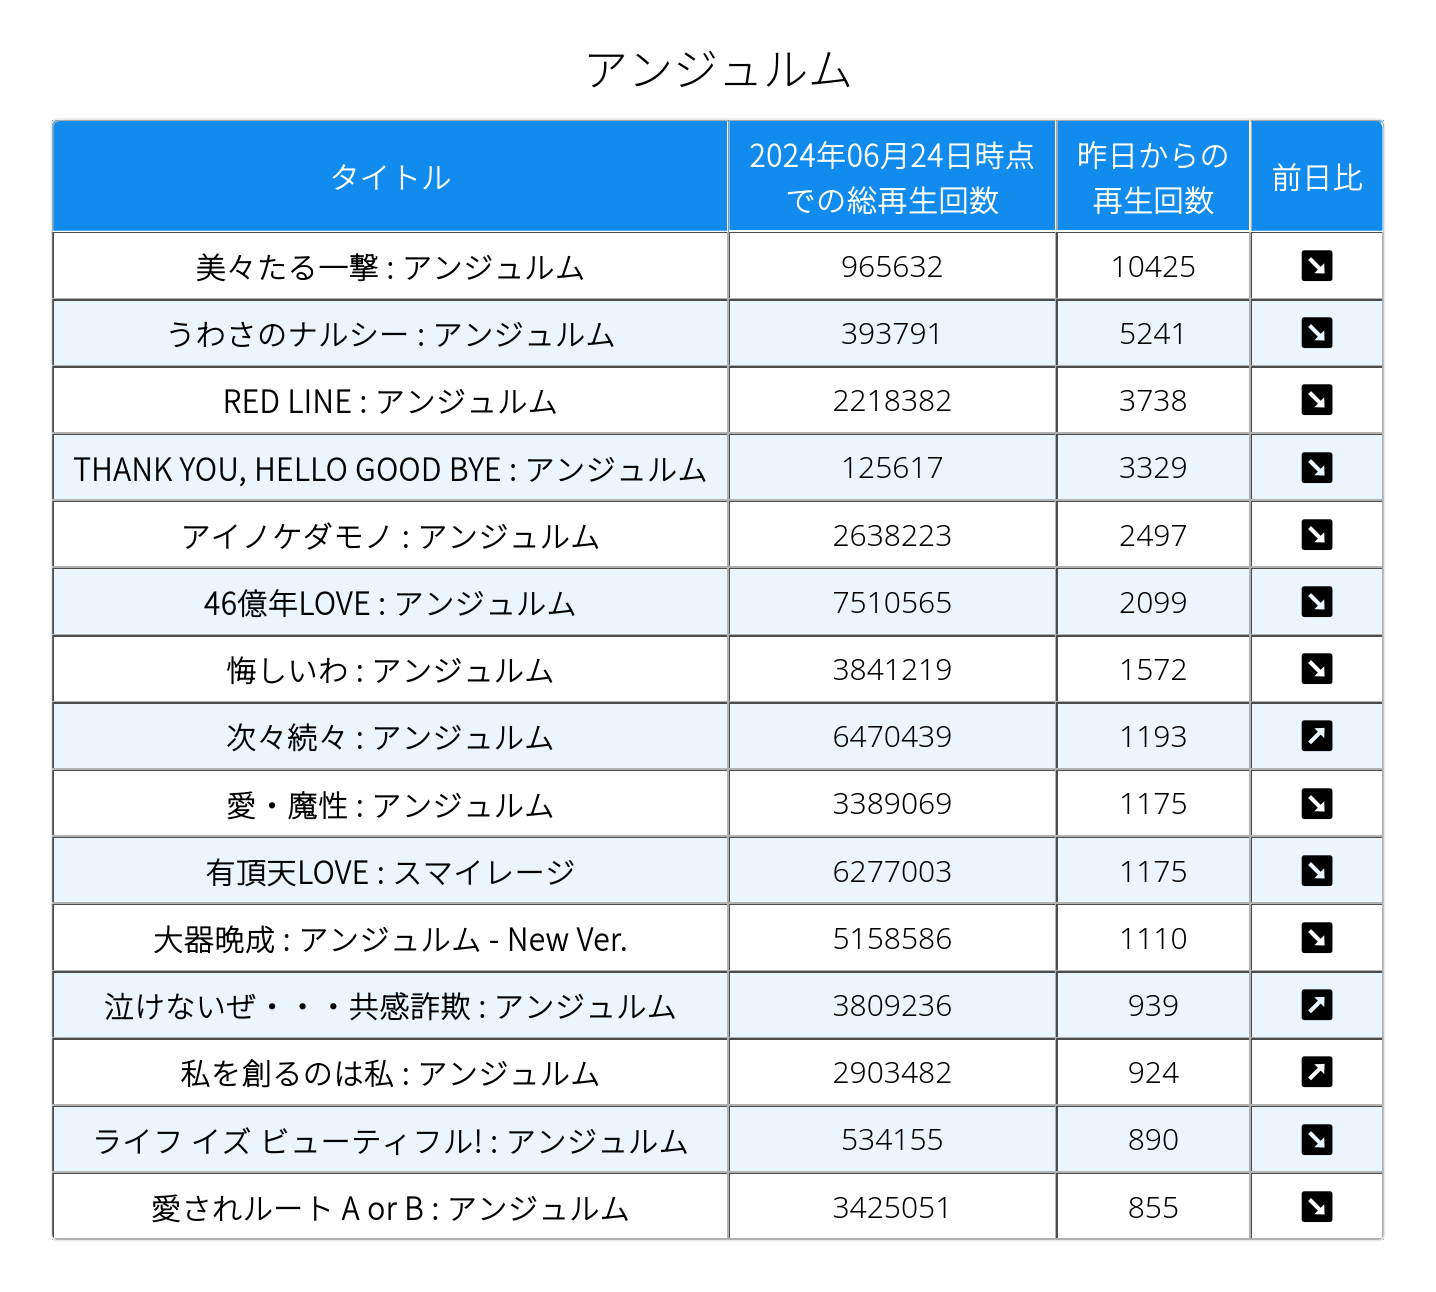 アンジュルム
タイトル 2024年06月24日時点での総再生回数 昨日からの再生回数 前日比
美々たる一撃 : アンジュルム 965632 10425 ↘
うわさのナルシー : アンジュルム 393791 5241 ↘
RED LINE : アンジュルム 2218382 3738 ↘
THANK YOU, HELLO GOOD BYE : アンジュルム 125617 3329 ↘
アイノケダモノ : アンジュルム 2638223 2497 ↘
46億年LOVE : アンジュルム 7510565 2099 ↘
悔しいわ : アンジュルム 3841219 1572 ↘
次々続々 : アンジュルム 6470439 1193 ↗
愛・魔性 : アンジュルム 3389069 1175 ↘
有頂天LOVE : スマイレージ 6277003 1175 ↘
大器晩成 : アンジュルム - New Ver. 5158586 1110 ↘
泣けないぜ・・・共感詐欺 : アンジュルム 3809236 939 ↗
私を創るのは私 : アンジュルム 2903482 924 ↗
ライフ イズ ビューティフル! : アンジュルム 534155 890 ↘
愛されルート A or B : アンジュルム 3425051 855 ↘